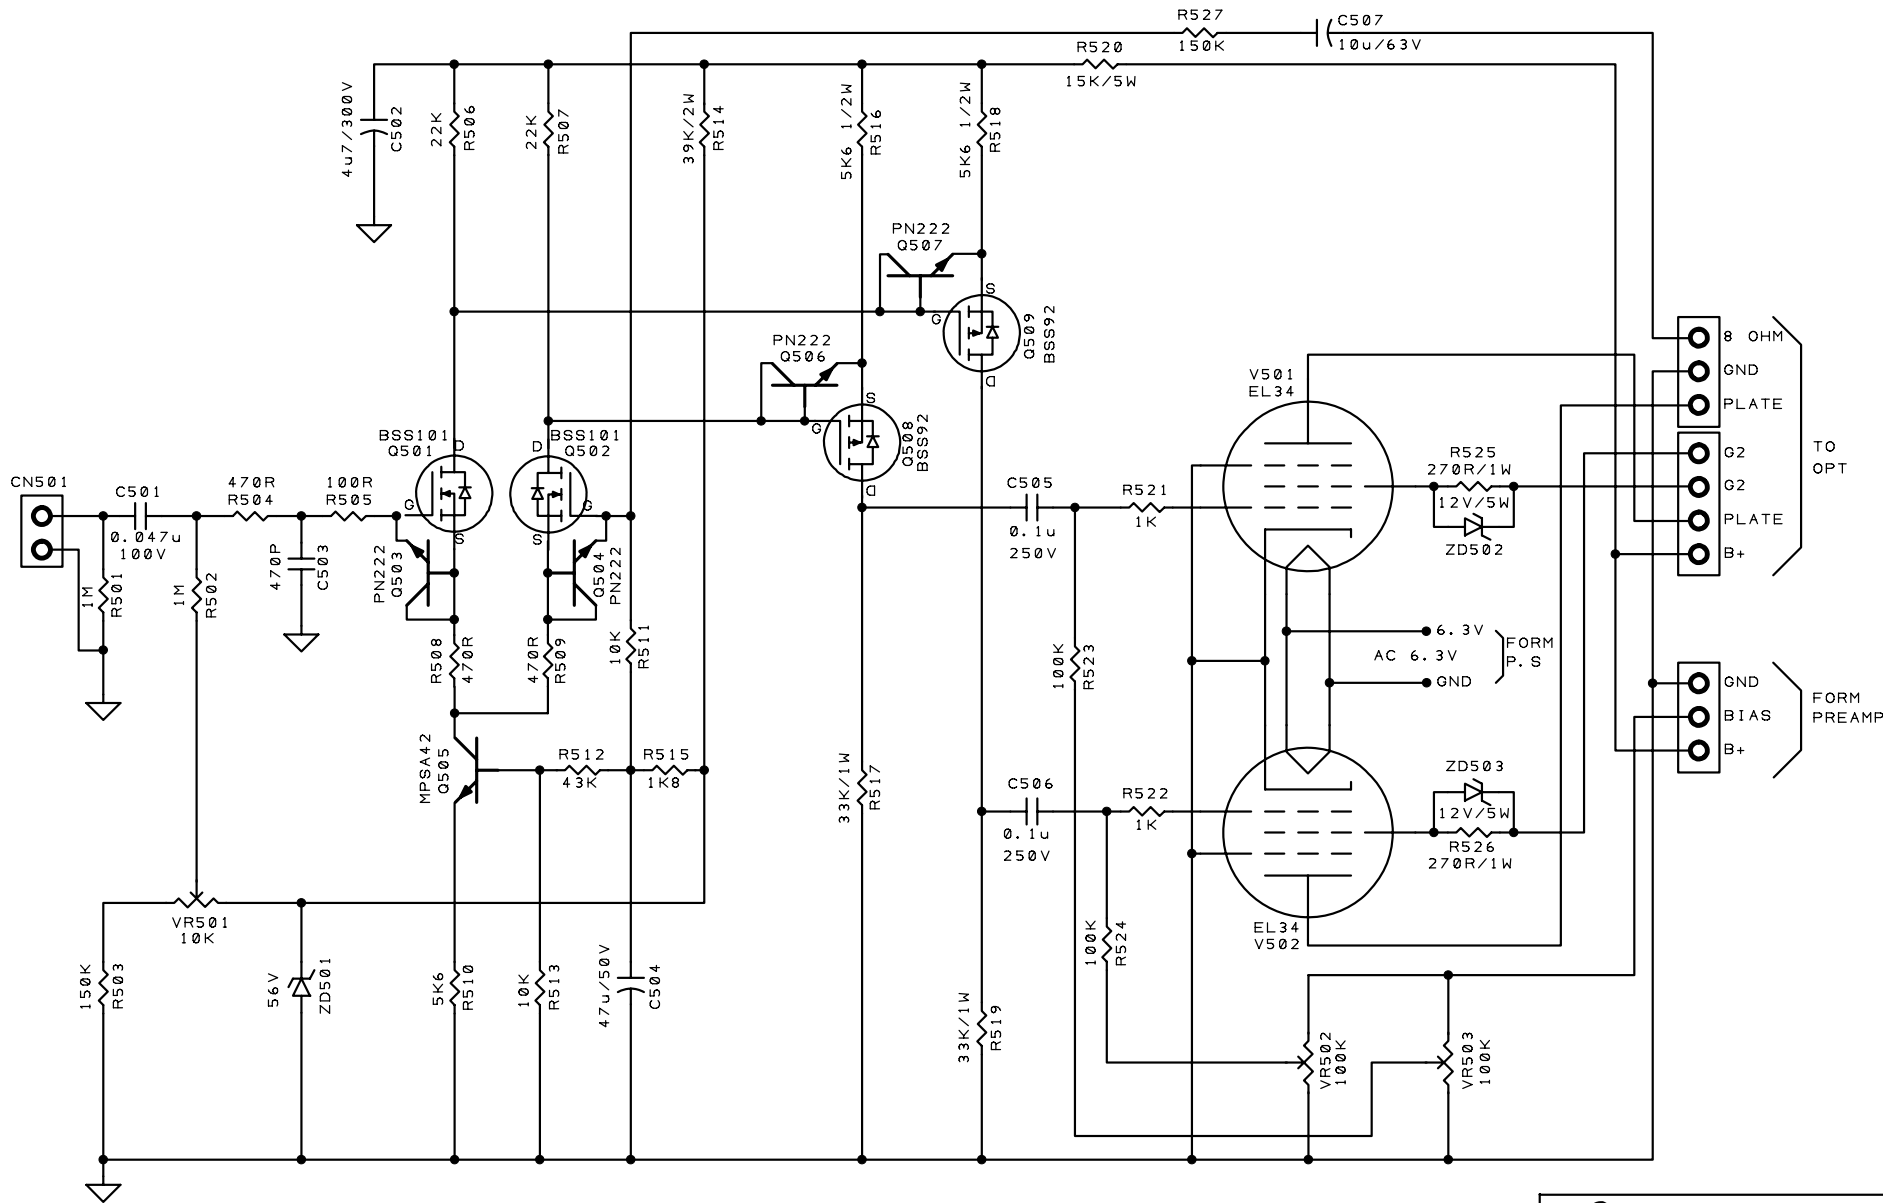 R527
150K
C507
10u/63V
R520
15K/5W
4u7/300V
C502
22K
R506
22K
R507
39K/2W
R514
5K6 1/2W
R516
5K6 1/2W
R518
PN222
Q507
S
G
D
Q509
BSS92
PN222
Q506
S
G
D
Q508
BSS92
BSS101
Q501
D
G
S
BSS101
Q502
D
G
S
CN501
C501
0.047u
100V
470R
R504
100R
R505
1M
R501
1M
R502
470P
C503
PN222
Q503
Q504
PN222
R508
470R
470R
R509
10K
R511
MPSA42
Q505
R512
43K
R515
1K8
33K/1W
R517
C505
0.1u
250V
R521
1K
V501
EL34
R525
270R/1W
12V/5W
ZD502
100K
R523
6.3V
AC 6.3V
GND
FORM
P.S
C506
0.1u
250V
R522
1K
ZD503
12V/5W
R526
270R/1W
EL34
V502
8 OHM
GND
PLATE
G2
G2
PLATE
B+
TO
OPT
GND
BIAS
B+
FORM
PREAMP
VR501
10K
150K
R503
56V
ZD501
5K6
R510
10K
R513
47u/50V
C504
33K/1W
R519
100K
R524
VR502
100K
VR503
100K